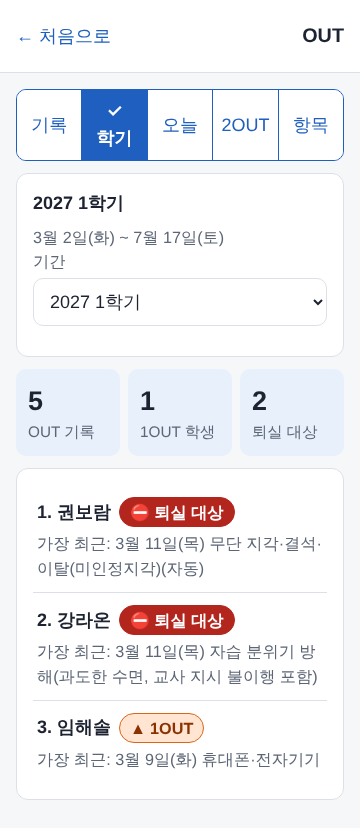 ← 처음으로
OUT
기록
✓ 학기
오늘
2OUT
항목
2027 1학기
3월 2일(화) ~ 7월 17일(토)
기간
2027 1학기
5
OUT 기록
1
1OUT 학생
2
퇴실 대상
1. 권보람 ⛔ 퇴실 대상
가장 최근: 3월 11일(목) 무단 지각·결석·
이탈(미인정지각)(자동)
2. 강라온 ⛔ 퇴실 대상
가장 최근: 3월 11일(목) 자습 분위기 방
해(과도한 수면, 교사 지시 불이행 포함)
3. 임해솔 ▲ 1OUT
가장 최근: 3월 9일(화) 휴대폰·전자기기